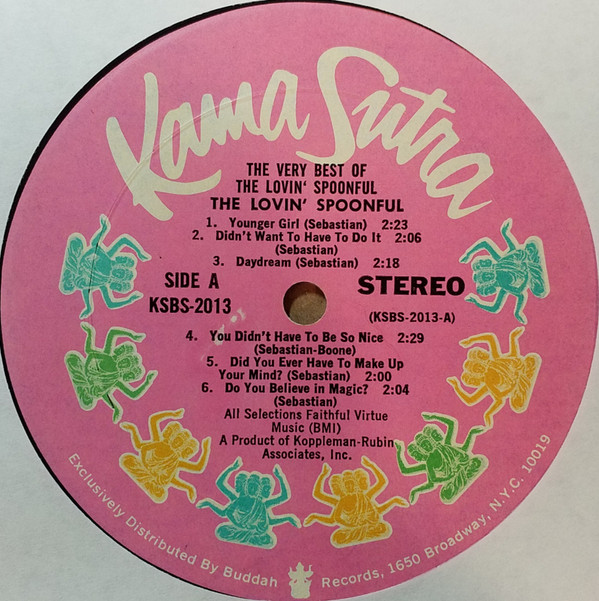 Kama Sutra
THE VERY BEST OF
THE LOVIN' SPOONFUL
THE LOVIN' SPOONFUL
1. Younger Girl (Sebastian) 2:23
2. Didn't Want To Have To Do It 2:06
(Sebastian)
3. Daydream (Sebastian) 2:18
SIDE A
KSBS-2013
STEREO
(KSBS-2013-A)
4. You Didn't Have To Be So Nice 2:29
(Sebastian-Boone)
5. Did You Ever Have To Make Up
Your Mind? (Sebastian) 2:00
6. Do You Believe in Magic? 2:04
(Sebastian)
All Selections Faithful Virtue
Music (BMI)
A Product of Koppleman-Rubin
Associates, Inc.
Exclusively Distributed By Buddah Records, 1650 Broadway, N.Y.C. 10019